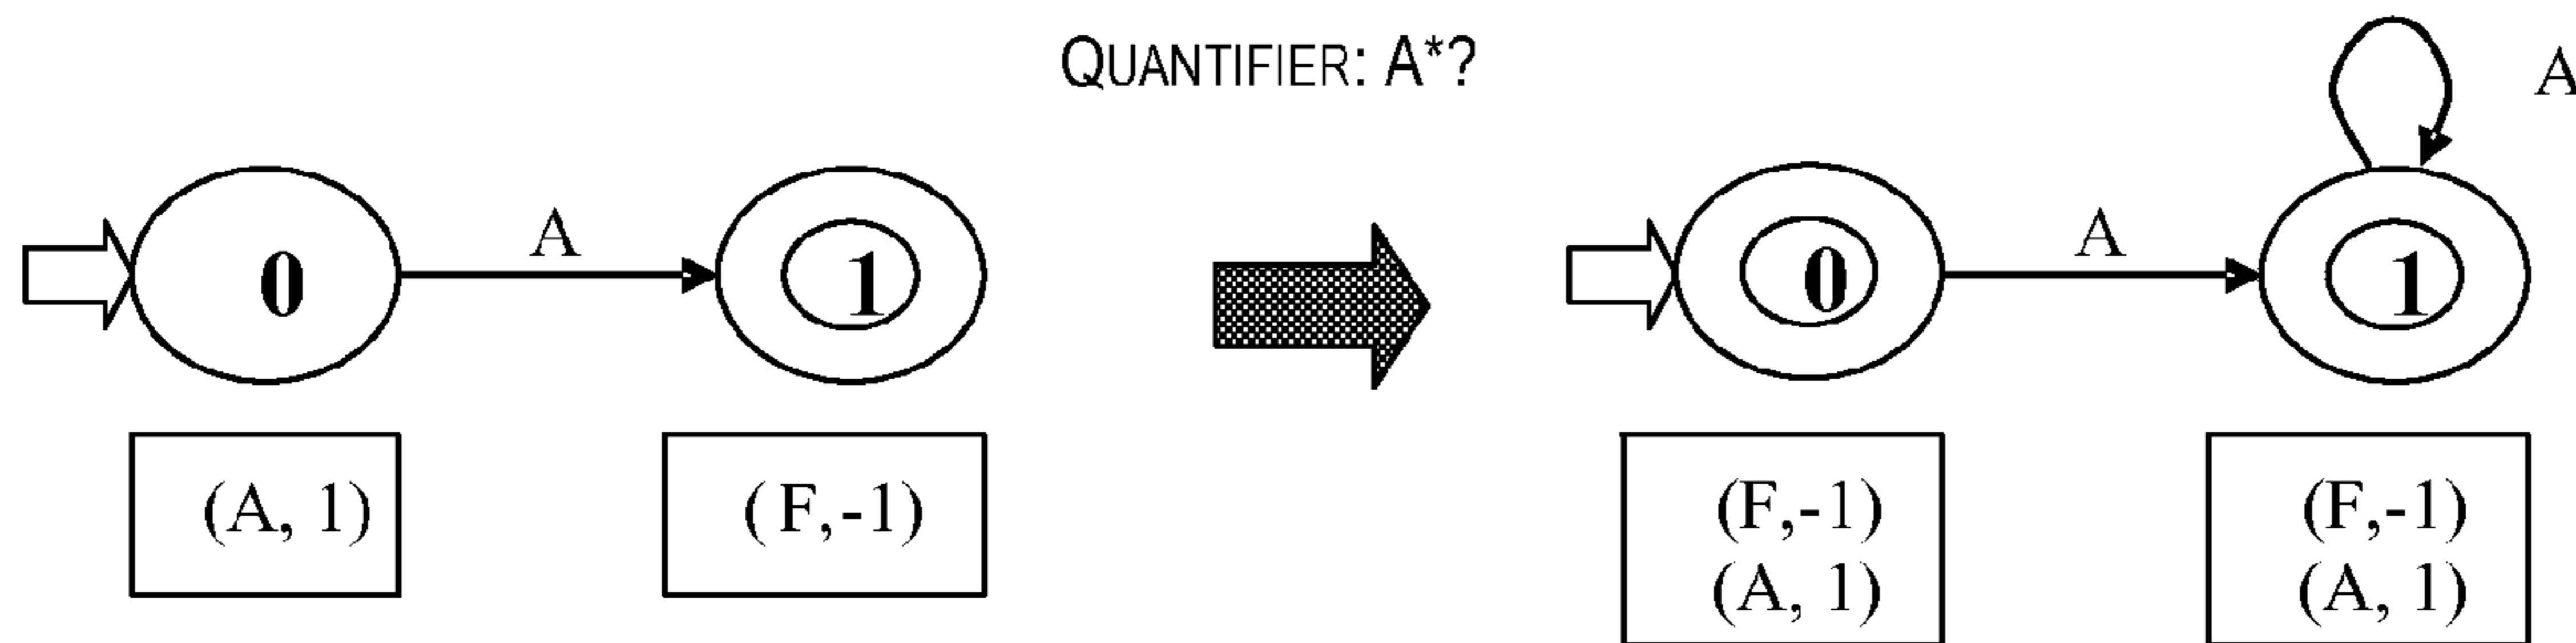 QUANTIFIER: A*?
A
0
A
1
0
A
1
(A, 1)
( F,-1)
(F,-1)
(A, 1)
(F,-1)
(A, 1)